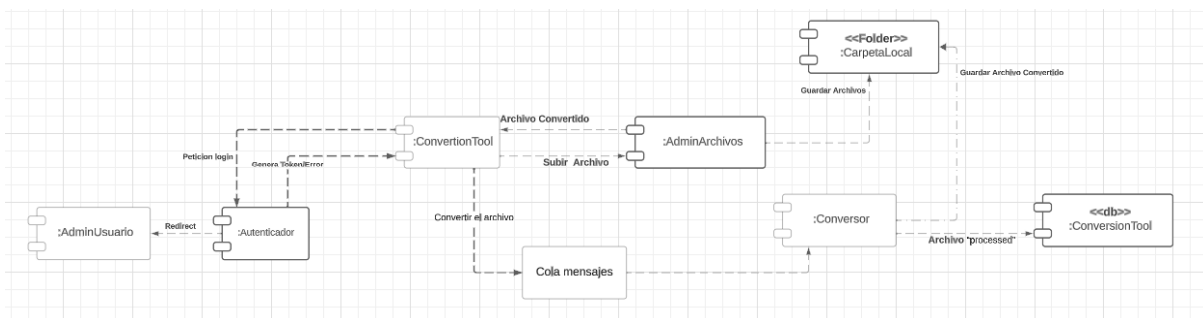 <<Folder>>
:CarpetaLocal
Guardar Archivo Convertido
Guardar Archivos
Archivo Convertido
:ConvertionTool
:AdminArchivos
Peticion login
Genera Token/Error
Subir Archivo
Convertir el archivo
:AdminUsuario
Redirect
:Autenticador
:Conversor
<<db>>
:ConversionTool
Archivo "processed"
Cola mensajes